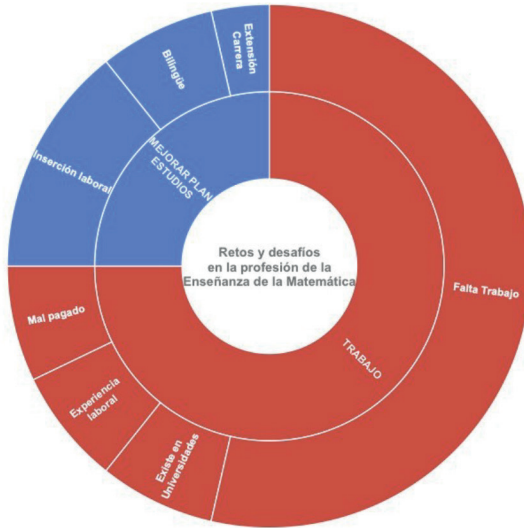 Extensión
Carrera
Bilingüe
Inserción laboral
MEJORAR PLAN
ESTUDIOS
Retos y desafíos
en la profesión de la
Enseñanza de la Matemática
Falta Trabajo
TRABAJO
Mal pagado
Experiencia
laboral
Existe en
Universidades